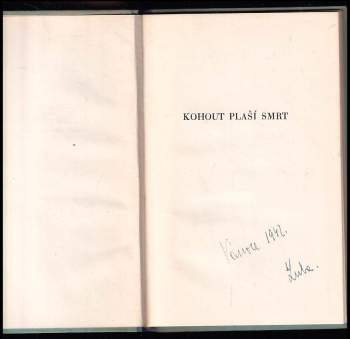 KOHOUT PLAŠÍ SMRT
Vánoce 1942.